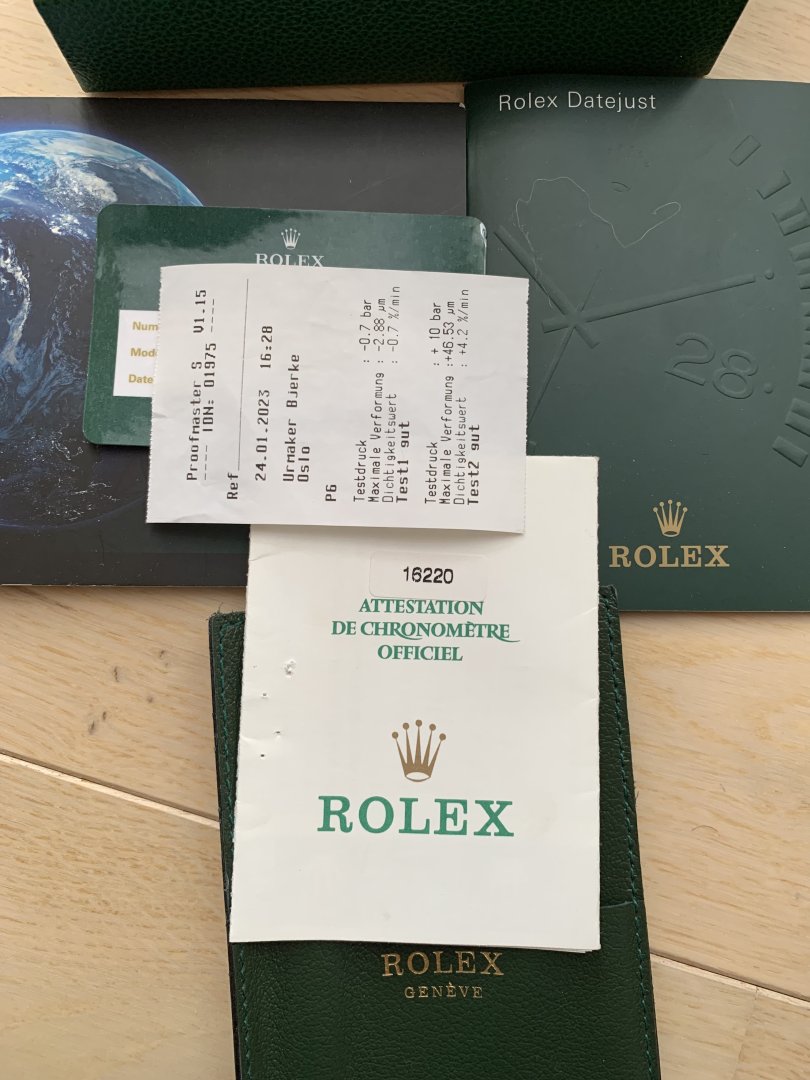 Rolex Datejust
28.
ROLEX
ROLEX
Num
Mod
Date
Proofmaster S V1.15
---- IDN: 01975 ----
Ref
24.01.2023 16:28
Urmaker Bjerke
Oslo
P6
Testdruck : -0.7 bar
Maximale Verformung : -2.88 µm
Dichtigkeitswert : -0.7 %/min
Test1 gut
Testdruck : + 10 bar
Maximale Verformung : +46.53 µm
Dichtigkeitswert : +4.2 %/min
Test2 gut
16220
ATTESTATION
DE CHRONOMÈTRE
OFFICIEL
ROLEX
ROLEX
GENÈVE